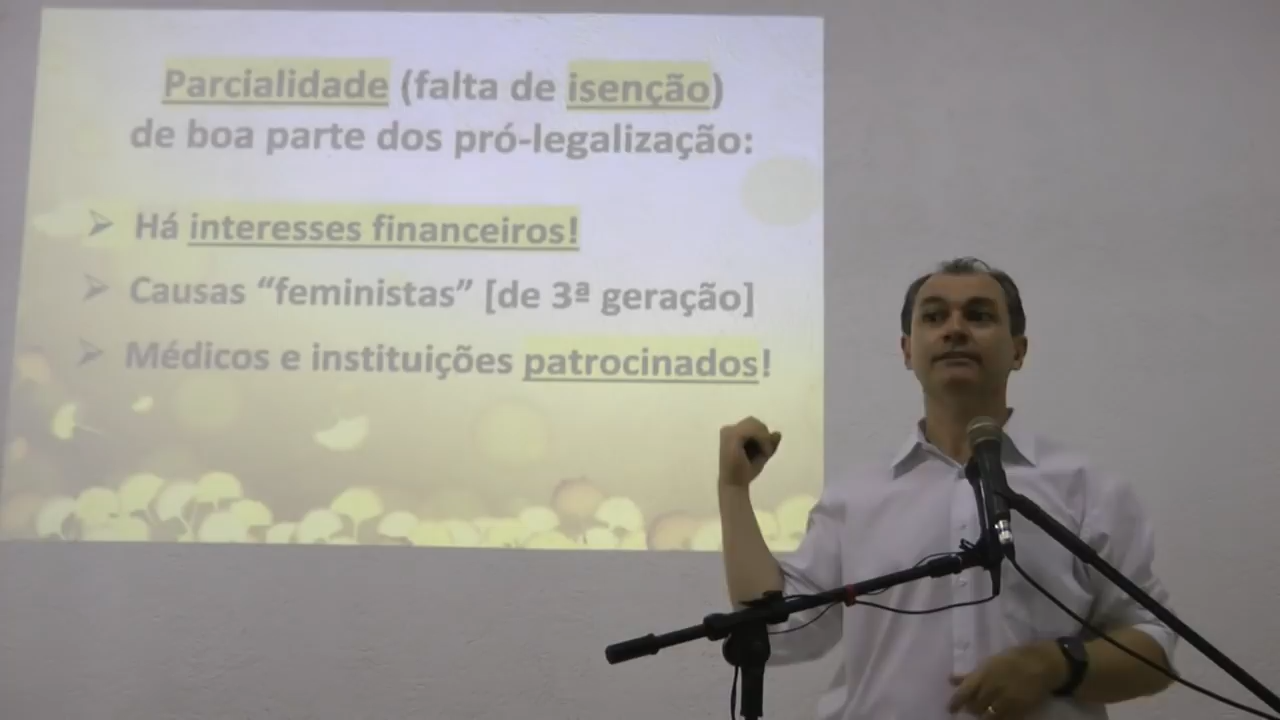 Parcialidade (falta de isenção)
de boa parte dos pró-legalização:
Há interesses financeiros!
Causas “feministas” [de 3ª geração]
Médicos e instituições patrocinados!